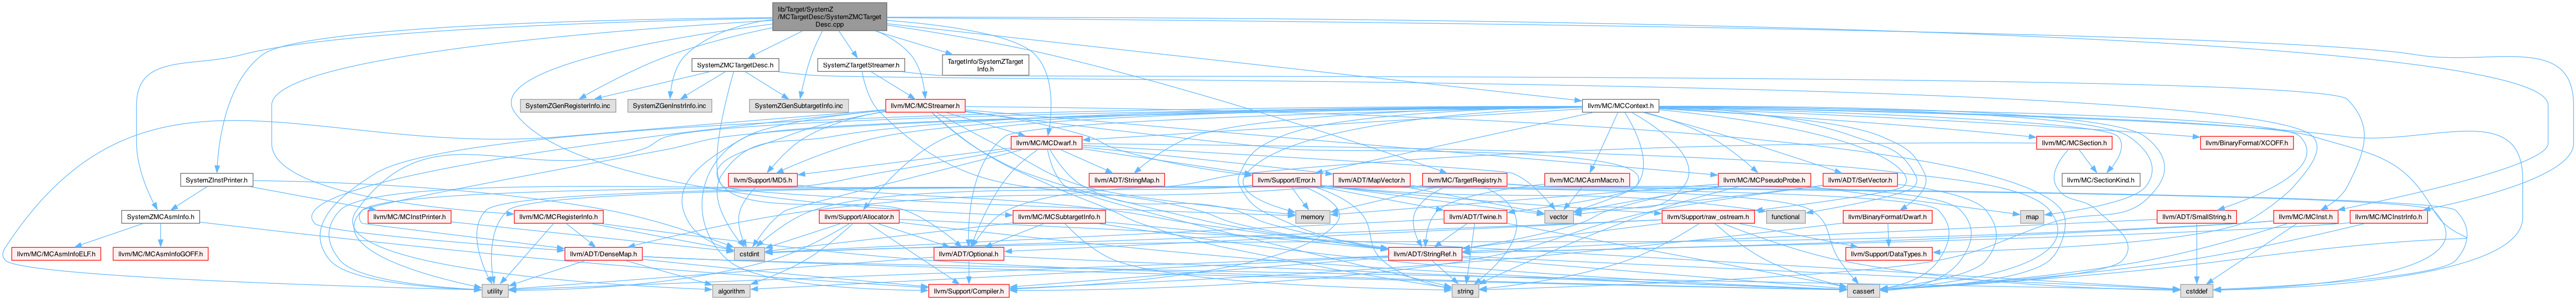 lib/Target/SystemZ
/MCTargetDesc/SystemZMCTarget
Desc.cpp
SystemZMCTargetDesc.h
SystemZTargetStreamer.h
TargetInfo/SystemZTarget
Info.h
SystemZGenRegisterInfo.inc
SystemZGenInstrInfo.inc
SystemZGenSubtargetInfo.inc
llvm/MC/MCStreamer.h
llvm/MC/MCContext.h
llvm/MC/MCDwarf.h
llvm/MC/MCSection.h
llvm/BinaryFormat/XCOFF.h
SystemZInstPrinter.h
llvm/Support/MD5.h
llvm/ADT/StringMap.h
llvm/Support/Error.h
llvm/ADT/MapVector.h
llvm/MC/TargetRegistry.h
llvm/MC/MCAsmMacro.h
llvm/MC/MCPseudoProbe.h
llvm/ADT/SetVector.h
llvm/MC/SectionKind.h
SystemZMCAsmInfo.h
llvm/MC/MCInstPrinter.h
llvm/MC/MCRegisterInfo.h
llvm/Support/Allocator.h
llvm/MC/MCSubtargetInfo.h
memory
llvm/ADT/Twine.h
vector
llvm/Support/raw_ostream.h
functional
llvm/BinaryFormat/Dwarf.h
map
llvm/ADT/SmallString.h
llvm/MC/MCInst.h
llvm/MC/MCInstrInfo.h
llvm/MC/MCAsmInfoELF.h
llvm/MC/MCAsmInfoGOFF.h
llvm/ADT/DenseMap.h
cstdint
llvm/ADT/Optional.h
llvm/ADT/StringRef.h
llvm/Support/DataTypes.h
utility
algorithm
llvm/Support/Compiler.h
string
cassert
cstddef